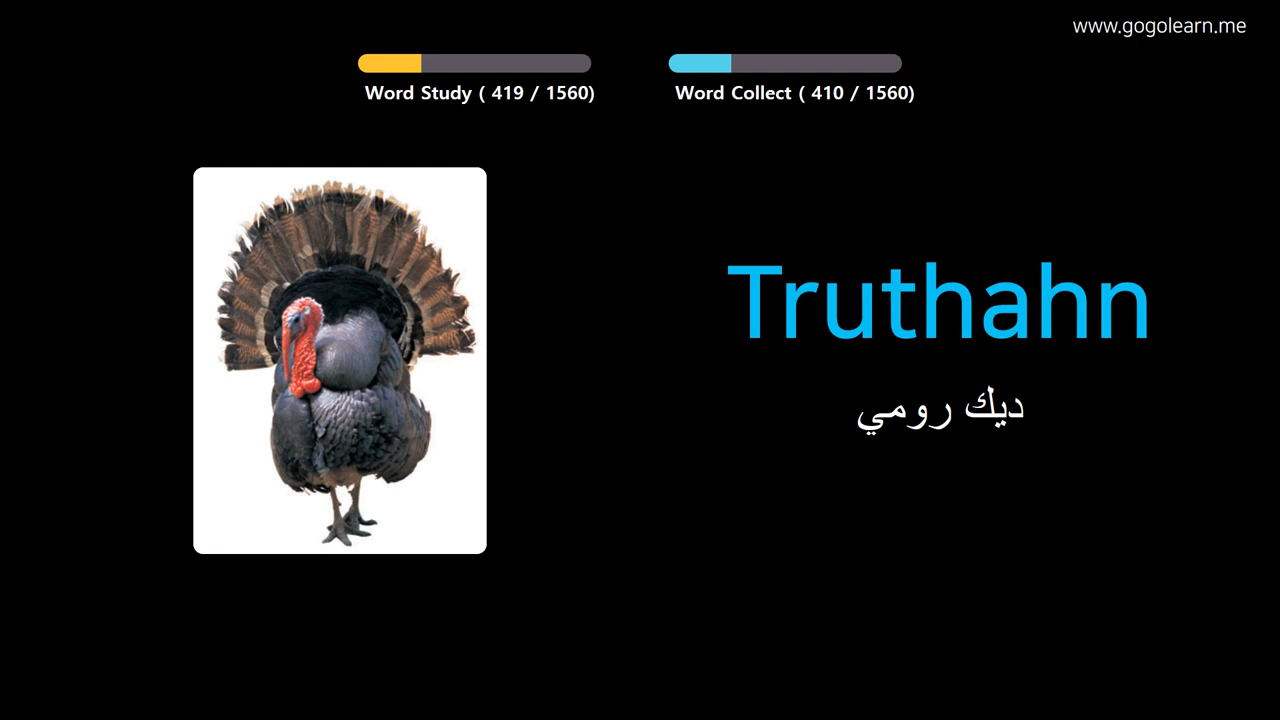 www.gogolearn.me
Word Study ( 419 / 1560)
Word Collect ( 410 / 1560)
Truthahn
ديك رومي